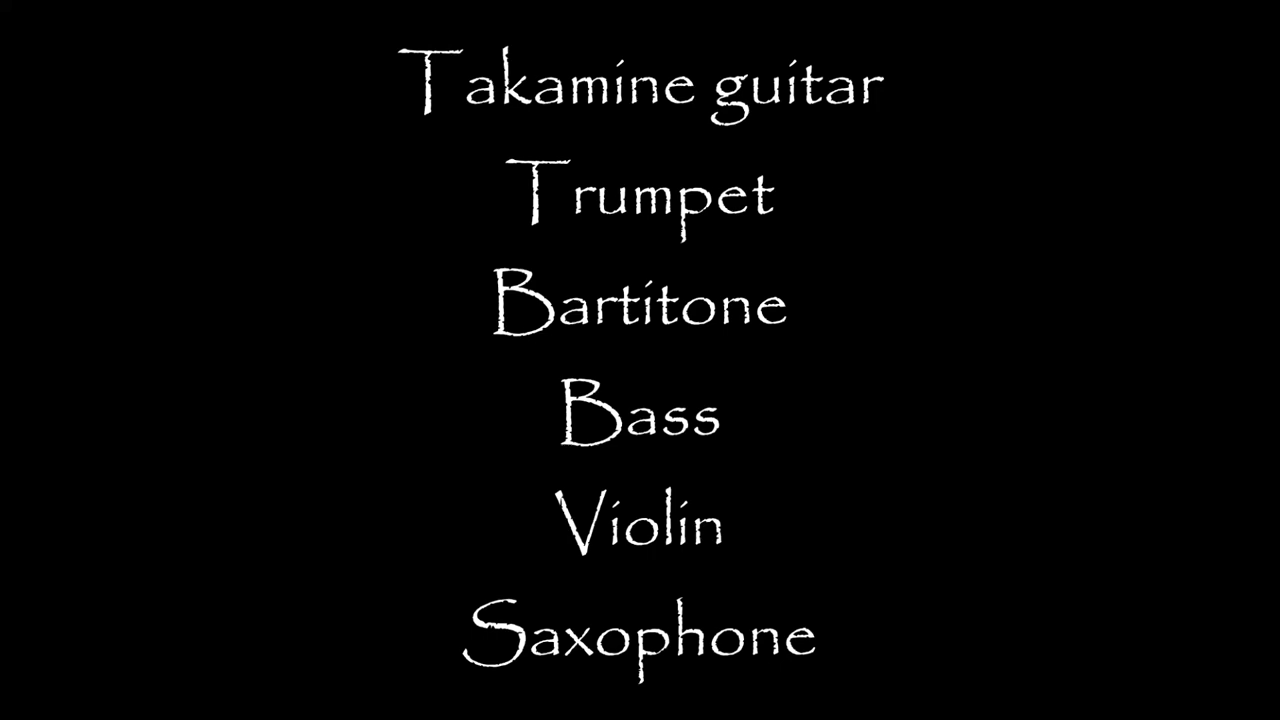 Takamine guitar
Trumpet
Bartitone
Bass
Violin
Saxophone